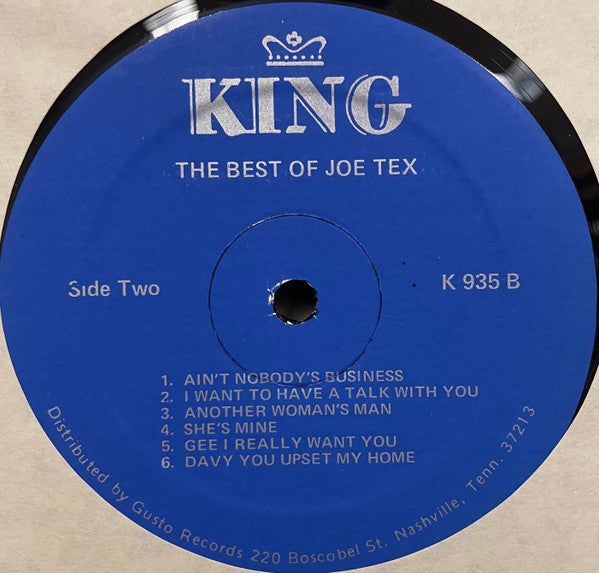 KING
THE BEST OF JOE TEX
Side Two
K 935 B
1. AIN'T NOBODY'S BUSINESS
2. I WANT TO HAVE A TALK WITH YOU
3. ANOTHER WOMAN'S MAN
4. SHE'S MINE
5. GEE I REALLY WANT YOU
6. DAVY YOU UPSET MY HOME
Distributed by Gusto Records 220 Boscobel St. Nashville, Tenn. 37213